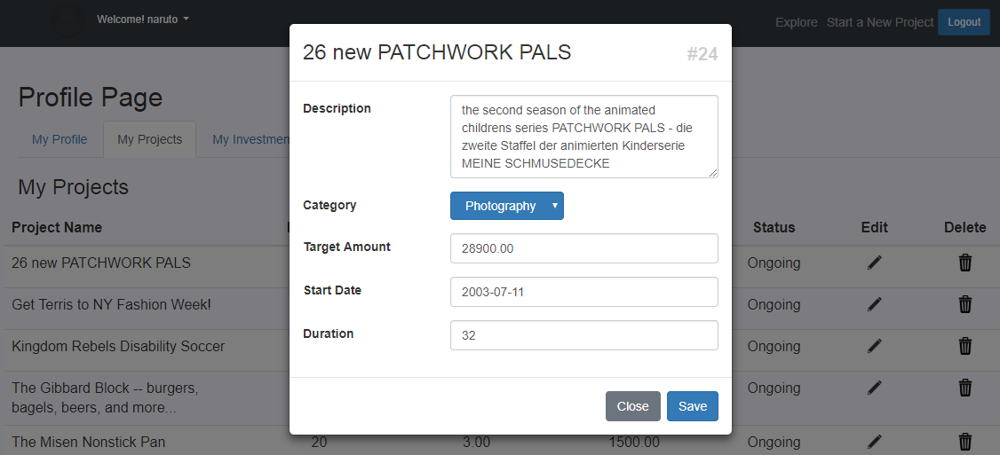 Welcome! naruto
Explore Start a New Project Logout
26 new PATCHWORK PALS #24
Profile Page
My Profile My Projects My Investmen
Description
the second season of the animated
childrens series PATCHWORK PALS - die
zweite Staffel der animierten Kinderserie
MEINE SCHMUSEDECKE
My Projects
Category Photography
Project Name Status Edit Delete
Target Amount 28900.00
26 new PATCHWORK PALS Ongoing
Start Date 2003-07-11
Get Terris to NY Fashion Week! Ongoing
Duration 32
Kingdom Rebels Disability Soccer Ongoing
The Gibbard Block -- burgers,
bagels, beers, and more... Ongoing
Close Save
The Misen Nonstick Pan 20 3.00 1500.00 Ongoing